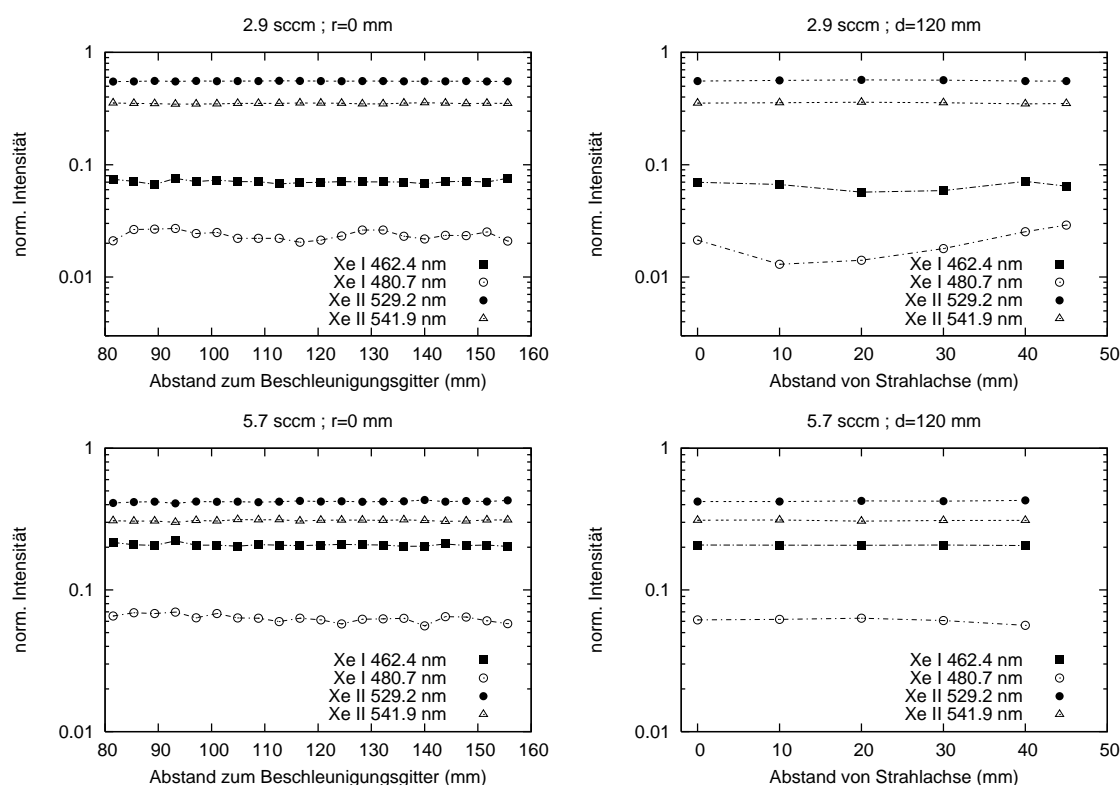 2.9 sccm ; r=0 mm
norm. Intensität
1
0.1
0.01
Xe I 462.4 nm
Xe I 480.7 nm
Xe II 529.2 nm
Xe II 541.9 nm
80 90 100 110 120 130 140 150 160
Abstand zum Beschleunigungsgitter (mm)
2.9 sccm ; d=120 mm
norm. Intensität
1
0.1
0.01
Xe I 462.4 nm
Xe I 480.7 nm
Xe II 529.2 nm
Xe II 541.9 nm
0 10 20 30 40 50
Abstand von Strahlachse (mm)
5.7 sccm ; r=0 mm
norm. Intensität
1
0.1
0.01
Xe I 462.4 nm
Xe I 480.7 nm
Xe II 529.2 nm
Xe II 541.9 nm
80 90 100 110 120 130 140 150 160
Abstand zum Beschleunigungsgitter (mm)
5.7 sccm ; d=120 mm
norm. Intensität
1
0.1
0.01
Xe I 462.4 nm
Xe I 480.7 nm
Xe II 529.2 nm
Xe II 541.9 nm
0 10 20 30 40 50
Abstand von Strahlachse (mm)